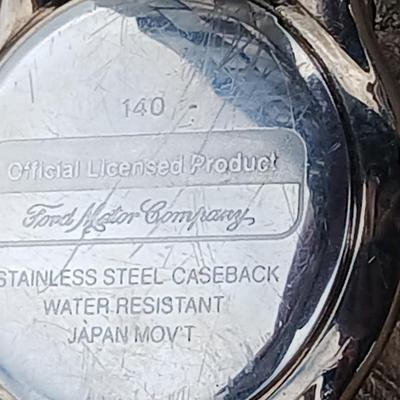 140
Official Licensed Product
Ford Motor Company
STAINLESS STEEL CASEBACK
WATER RESISTANT
JAPAN MOV'T